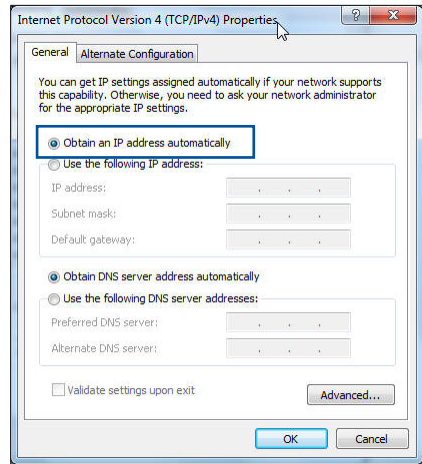 Internet Protocol Version 4 (TCP/IPv4) Properties
General
Alternate Configuration
You can get IP settings assigned automatically if your network supports
this capability. Otherwise, you need to ask your network administrator
for the appropriate IP settings.
Obtain an IP address automatically
Use the following IP address:
IP address:
Subnet mask:
Default gateway:
Obtain DNS server address automatically
Use the following DNS server addresses:
Preferred DNS server:
Alternate DNS server:
Validate settings upon exit
Advanced...
OK
Cancel